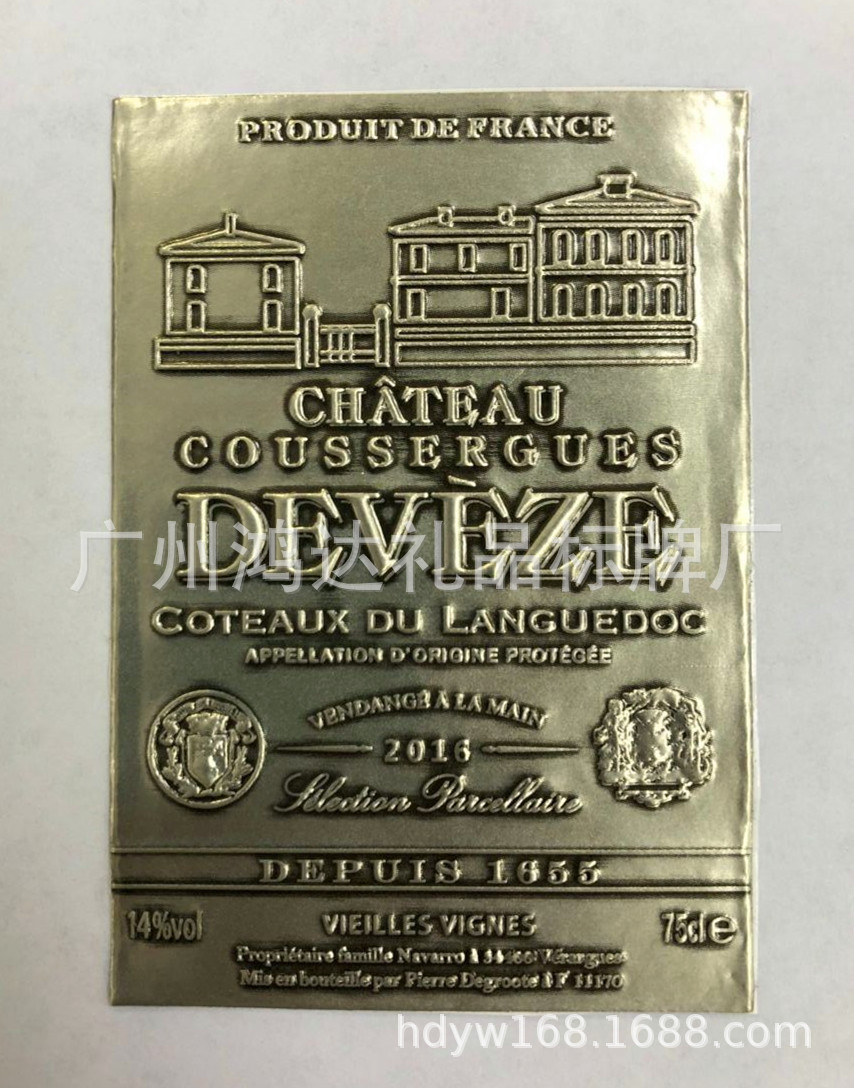 PRODUIT DE FRANCE
CHÂTEAU
COUSSERGUES
DEVÈZE
广州鸿达礼品标牌厂
COTEAUX DU LANGUEDOC
APPELLATION D'ORIGINE PROTÉGÉE
VENDANGÉ À LA MAIN
2016
Sélection Parcellaire
DEPUIS 1655
14%vol VIEILLES VIGNES 75cl e
Propriétaire famille Navarro à Vérargues
Mis en bouteille par Pierre Degroote à F 11170
hdyw168.1688.com